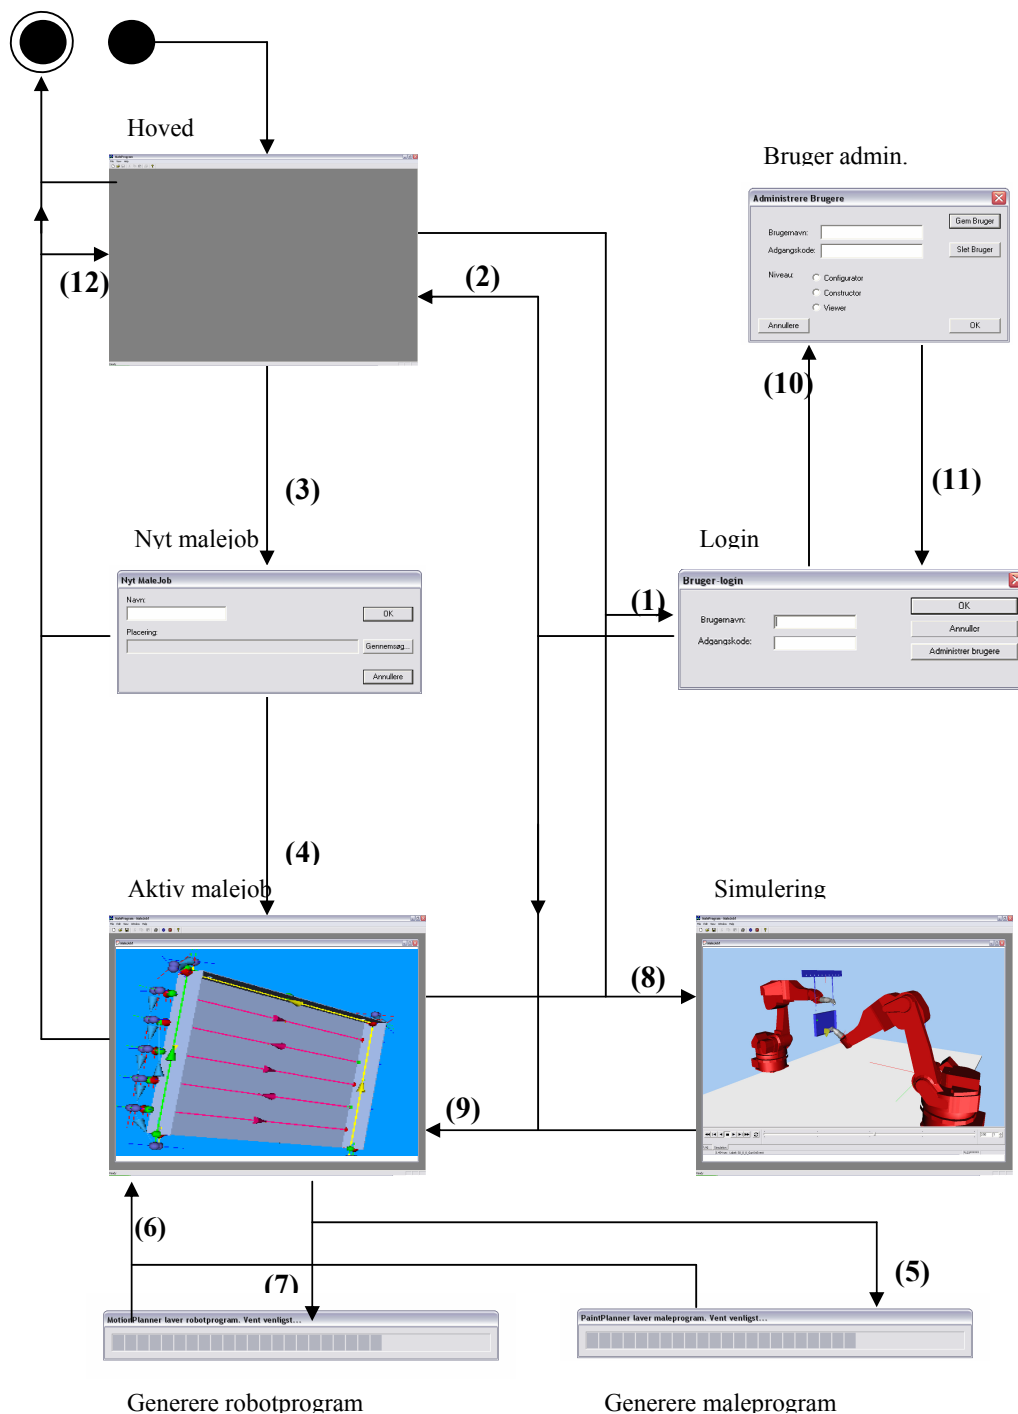 Hoved
Bruger admin.
Administrere Brugere
Brugernavn:
Gem Bruger
Adgangskode:
Slet Bruger
Niveau:
Configurator
Constructor
Viewer
Annullere
OK
(12)
(2)
(10)
(3)
(11)
Nyt malejob
Login
Nyt MaleJob
Navn:
OK
Placering:
Gennemsøg...
Annullere
(1)
Bruger-login
Brugernavn:
OK
Adgangskode:
Annuller
Administrer brugere
(4)
Aktiv malejob
Simulering
(8)
(9)
(6)
(7)
(5)
MotionPlanner laver robotprogram. Vent venligst...
PaintPlanner laver maleprogram. Vent venligst...
Generere robotprogram
Generere maleprogram